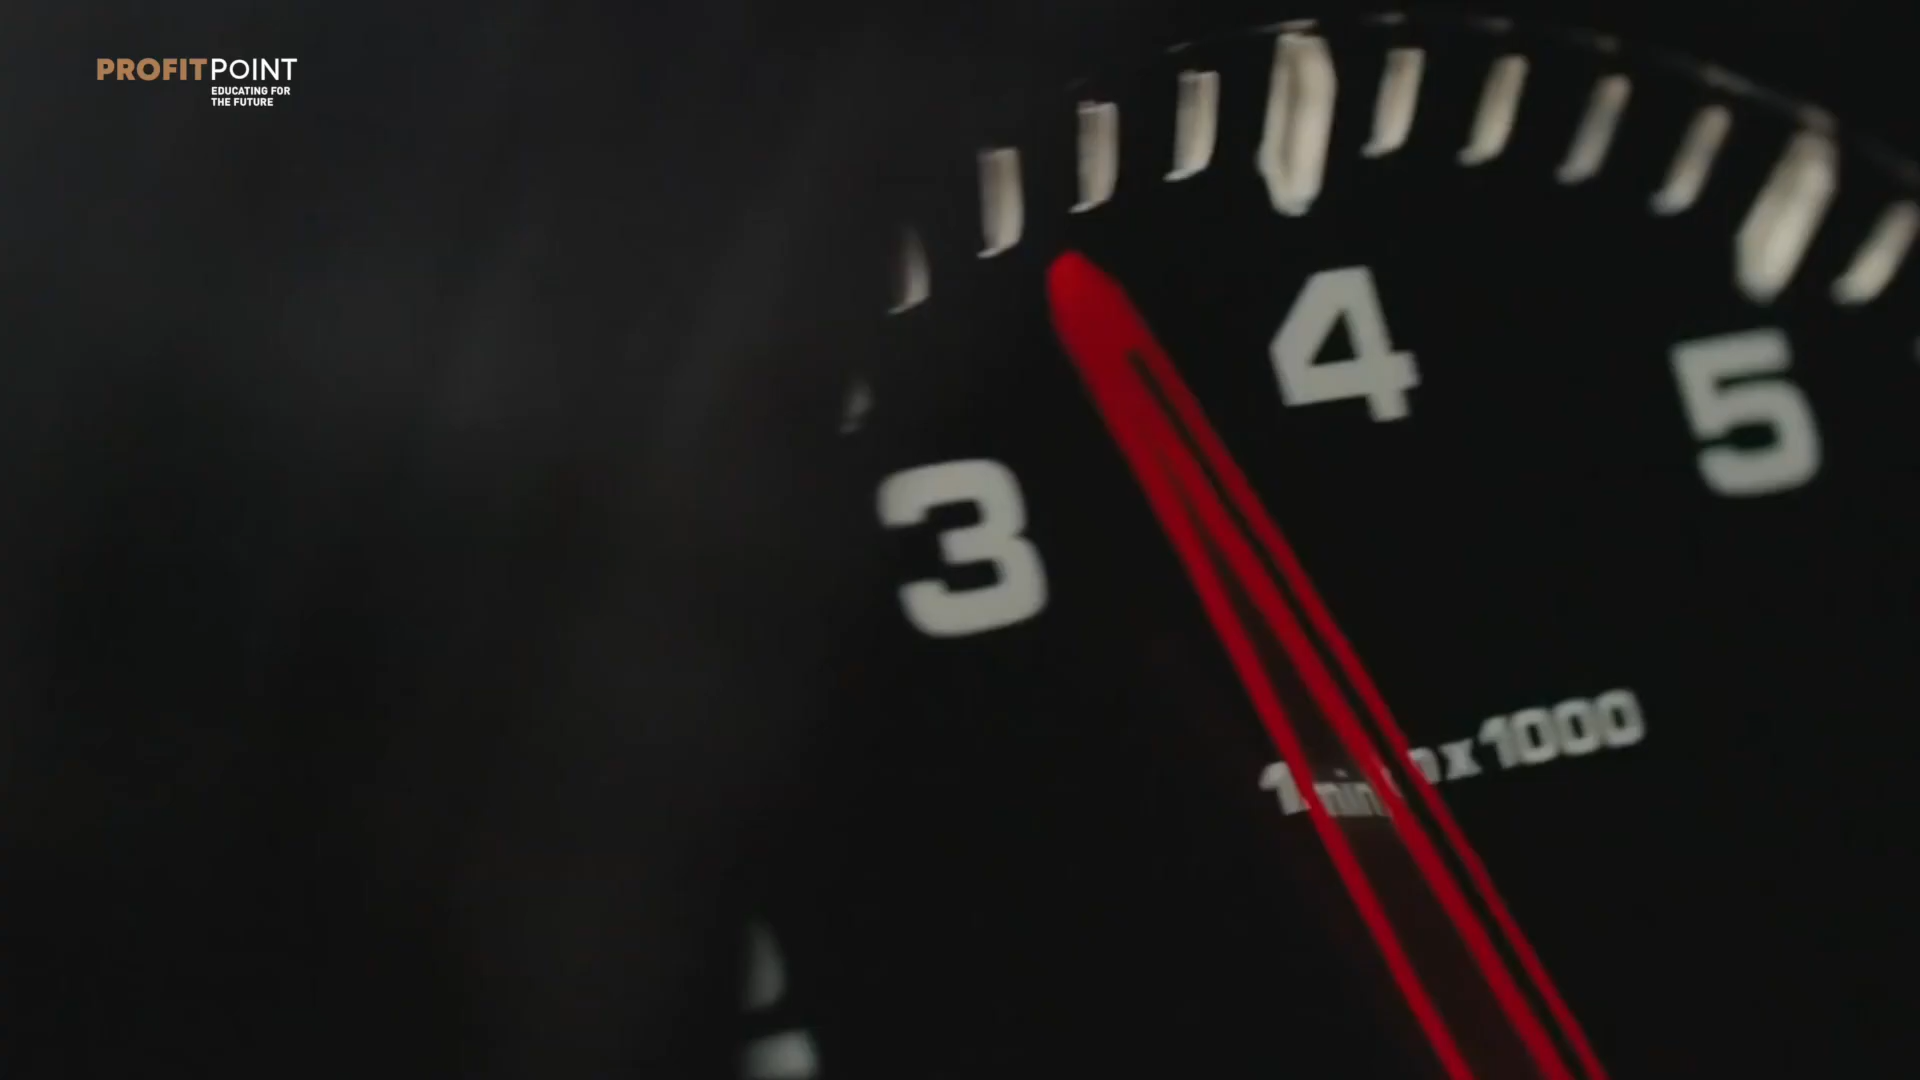 PROFITPOINT
EDUCATING FOR
THE FUTURE
4
5
3
x1000